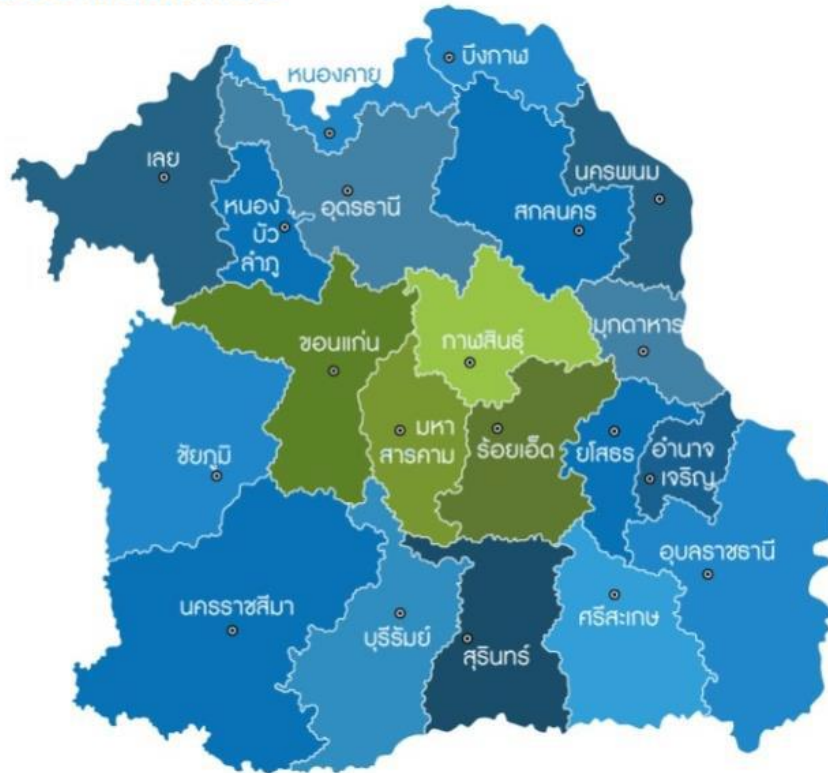 บึงกาฬ
หนองคาย
เลย
นครพนม
อุดรธานี
หนอง
บัว
ลำภู
สกลนคร
มุกดาหาร
ขอนแก่น
กาฬสินธุ์
มหา
สารคาม
ร้อยเอ็ด
ยโสธร
อำนาจ
เจริญ
ชัยภูมิ
อุบลราชธานี
นครราชสีมา
บุรีรัมย์
สุรินทร์
ศรีสะเกษ